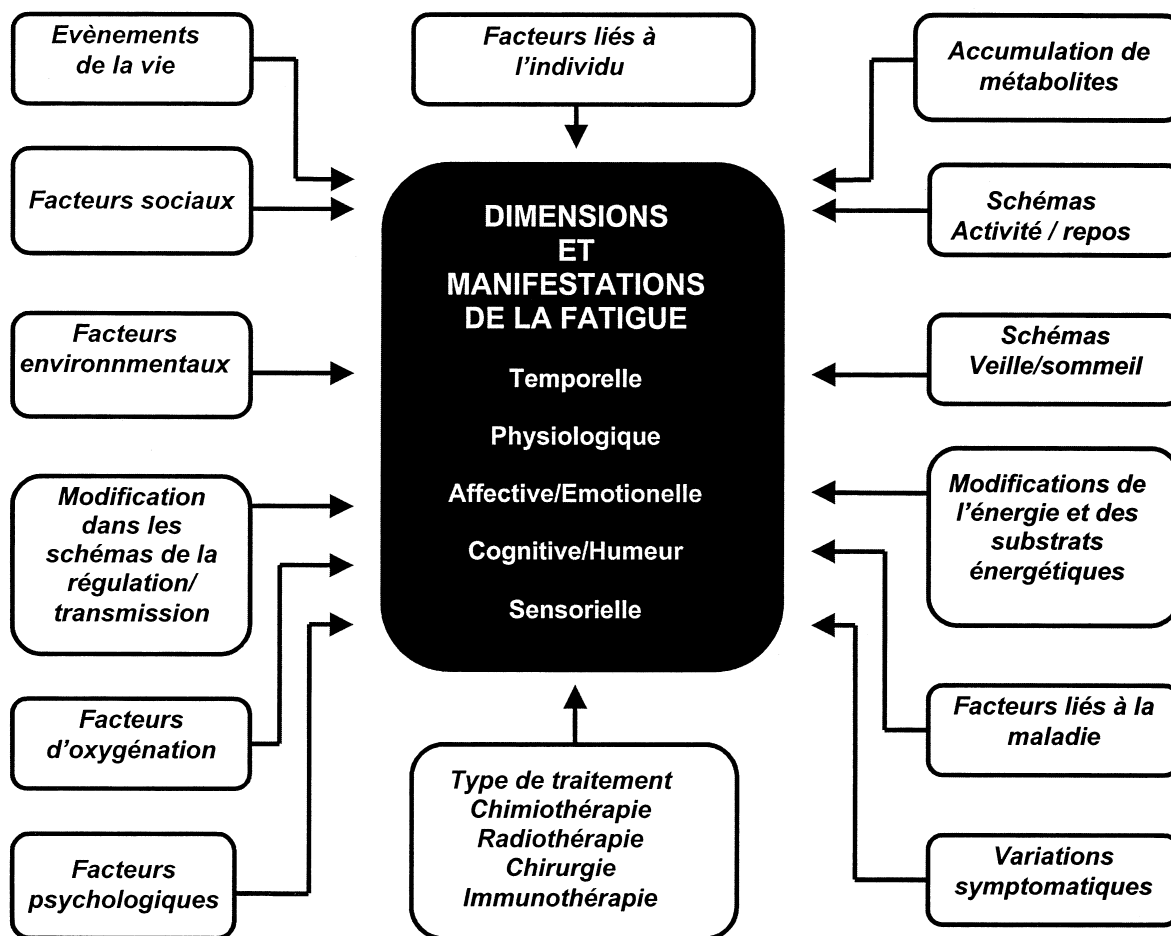 Evènements
de la vie
Facteurs sociaux
Facteurs
environnmentaux
Modification
dans les
schémas de la
régulation/
transmission
Facteurs
d'oxygénation
Facteurs
psychologiques
Facteurs liés à
l'individu
DIMENSIONS
ET
MANIFESTATIONS
DE LA FATIGUE
Temporelle
Physiologique
Affective/Emotionelle
Cognitive/Humeur
Sensorielle
Type de traitement
Chimiothérapie
Radiothérapie
Chirurgie
Immunothérapie
Accumulation de
métabolites
Schémas
Activité / repos
Schémas
Veille/sommeil
Modifications de
l'énergie et des
substrats
énergétiques
Facteurs liés à la
maladie
Variations
symptomatiques